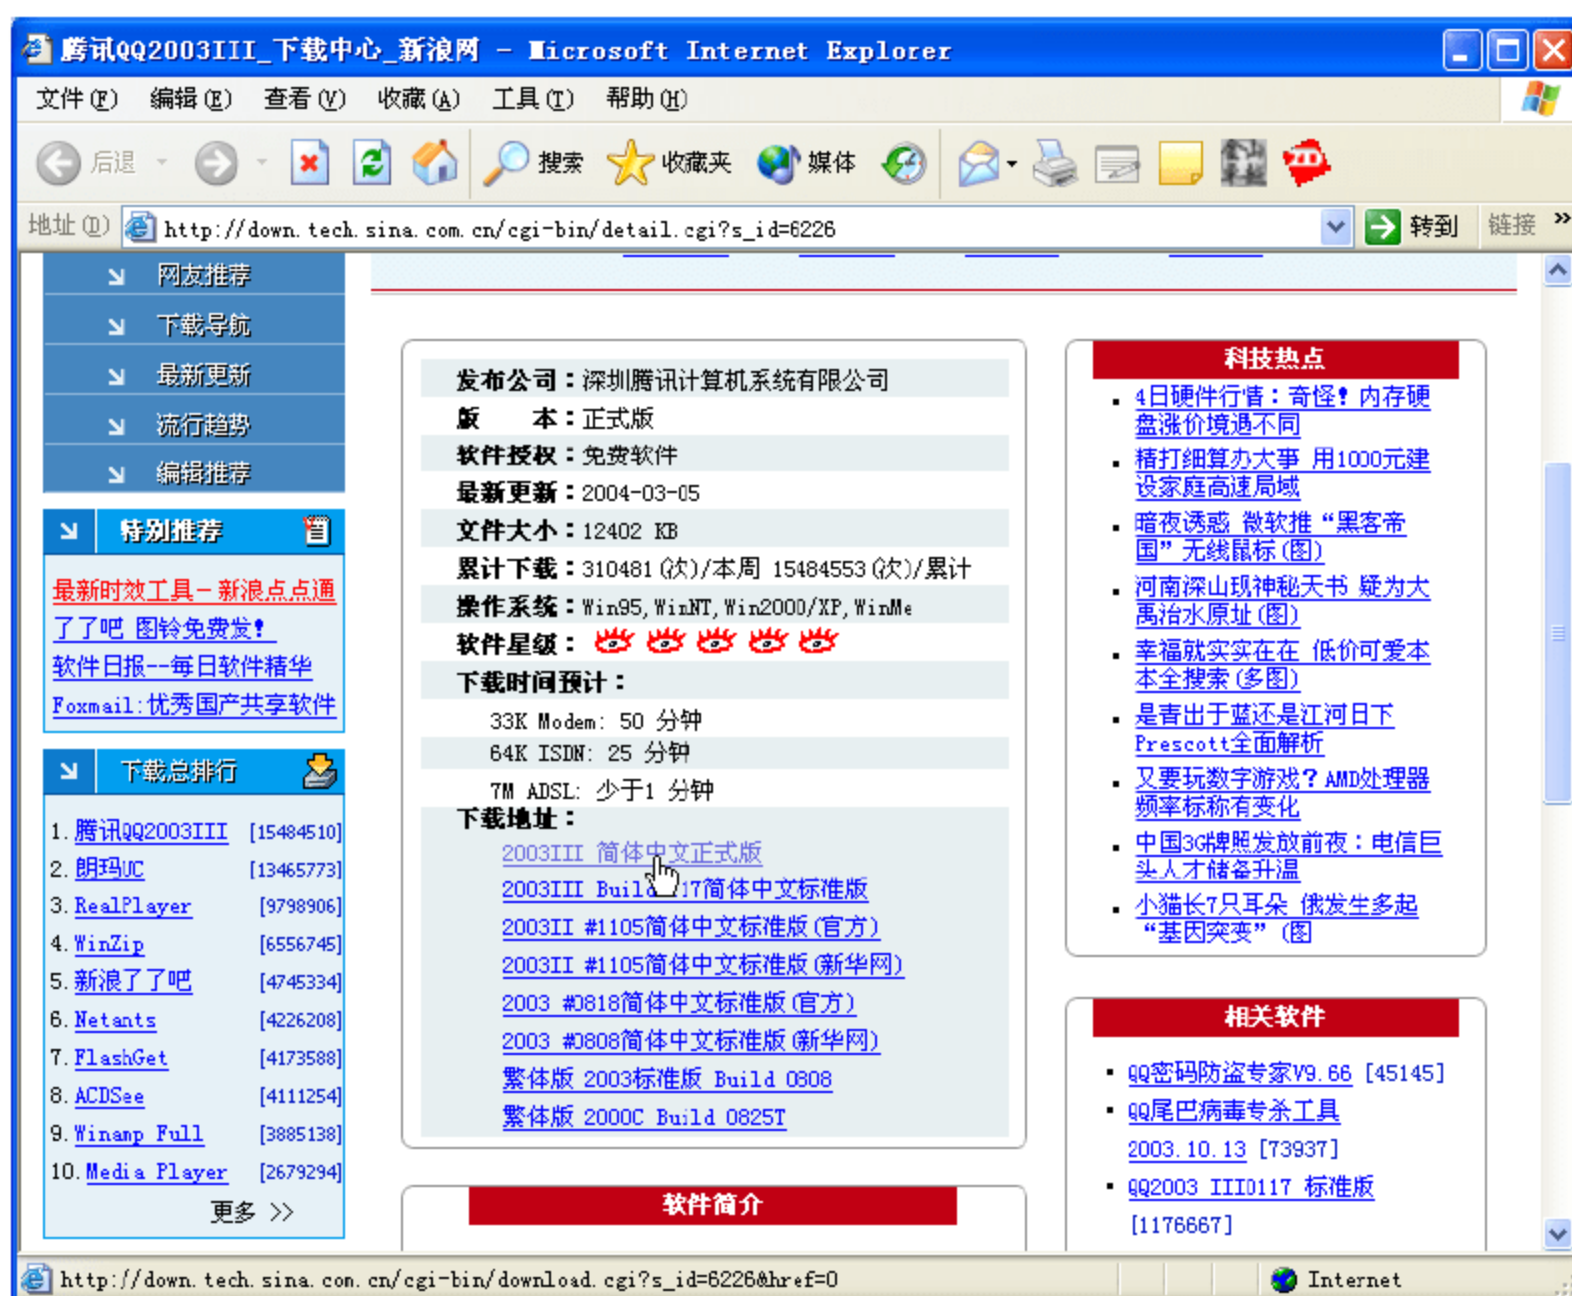 腾讯QQ2003III_下载中心_新浪网 - Microsoft Internet Explorer
文件(F) 编辑(E) 查看(V) 收藏(A) 工具(T) 帮助(H)
后退 搜索 收藏夹 媒体
地址(D) http://down.tech.sina.com.cn/cgi-bin/detail.cgi?s_id=6226 转到 链接 »
网友推荐
下载导航
最新更新
流行趋势
编辑推荐
特别推荐
最新时效工具－新浪点点通
了了吧 图铃免费发！
软件日报--每日软件精华
Foxmail:优秀国产共享软件
下载总排行
1. 腾讯QQ2003III [15484510]
2. 朗玛UC [13465773]
3. RealPlayer [9798906]
4. WinZip [6556745]
5. 新浪了了吧 [4745334]
6. Netants [4226208]
7. FlashGet [4173588]
8. ACDSee [4111254]
9. Winamp Full [3885138]
10. Media Player [2679294]
更多 >>
发布公司：深圳腾讯计算机系统有限公司
版 本：正式版
软件授权：免费软件
最新更新：2004-03-05
文件大小：12402 KB
累计下载：310481(次)/本周 15484553(次)/累计
操作系统：Win95,WinNT,Win2000/XP,WinMe
软件星级：
下载时间预计：
33K Modem: 50 分钟
64K ISDN: 25 分钟
7M ADSL: 少于1 分钟
下载地址：
2003III 简体中文正式版
2003III Build 17简体中文标准版
2003II #1105简体中文标准版(官方)
2003II #1105简体中文标准版(新华网)
2003 #0818简体中文标准版(官方)
2003 #0808简体中文标准版(新华网)
繁体版 2003标准版 Build 0808
繁体版 2000C Build 0825T
软件简介
科技热点
4日硬件行情：奇怪！内存硬
盘涨价境遇不同
精打细算办大事 用1000元建
设家庭高速局域
暗夜诱惑 微软推“黑客帝
国”无线鼠标(图)
河南深山现神秘天书 疑为大
禹治水原址(图)
幸福就实实在在 低价可爱本
本全搜索(多图)
是青出于蓝还是江河日下
Prescott全面解析
又要玩数字游戏？AMD处理器
频率标称有变化
中国3G牌照发放前夜：电信巨
头人才储备升温
小猫长7只耳朵 俄发生多起
“基因突变”(图
相关软件
QQ密码防盗专家V9.66 [45145]
QQ尾巴病毒专杀工具
2003.10.13 [73937]
QQ2003 III0117 标准版
[1176667]
http://down.tech.sina.com.cn/cgi-bin/download.cgi?s_id=6226&href=0 Internet